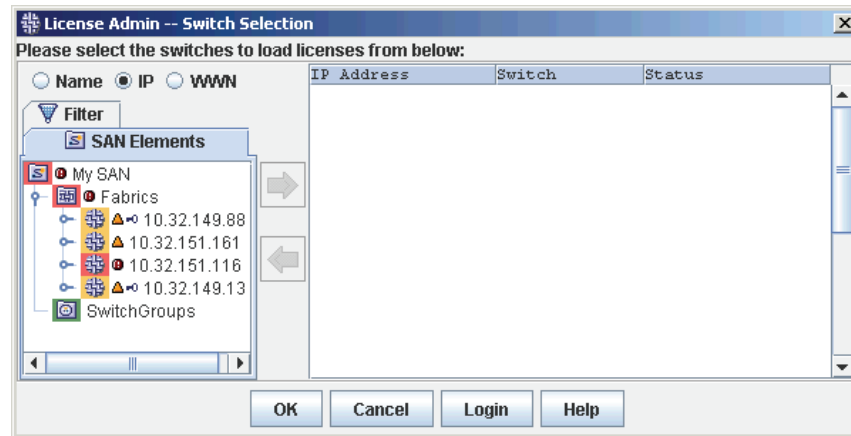 License Admin -- Switch Selection
Please select the switches to load licenses from below:
Name IP WWN
Filter
SAN Elements
My SAN
Fabrics
10.32.149.88
10.32.151.161
10.32.151.116
10.32.149.13
SwitchGroups
IP Address Switch Status
OK Cancel Login Help